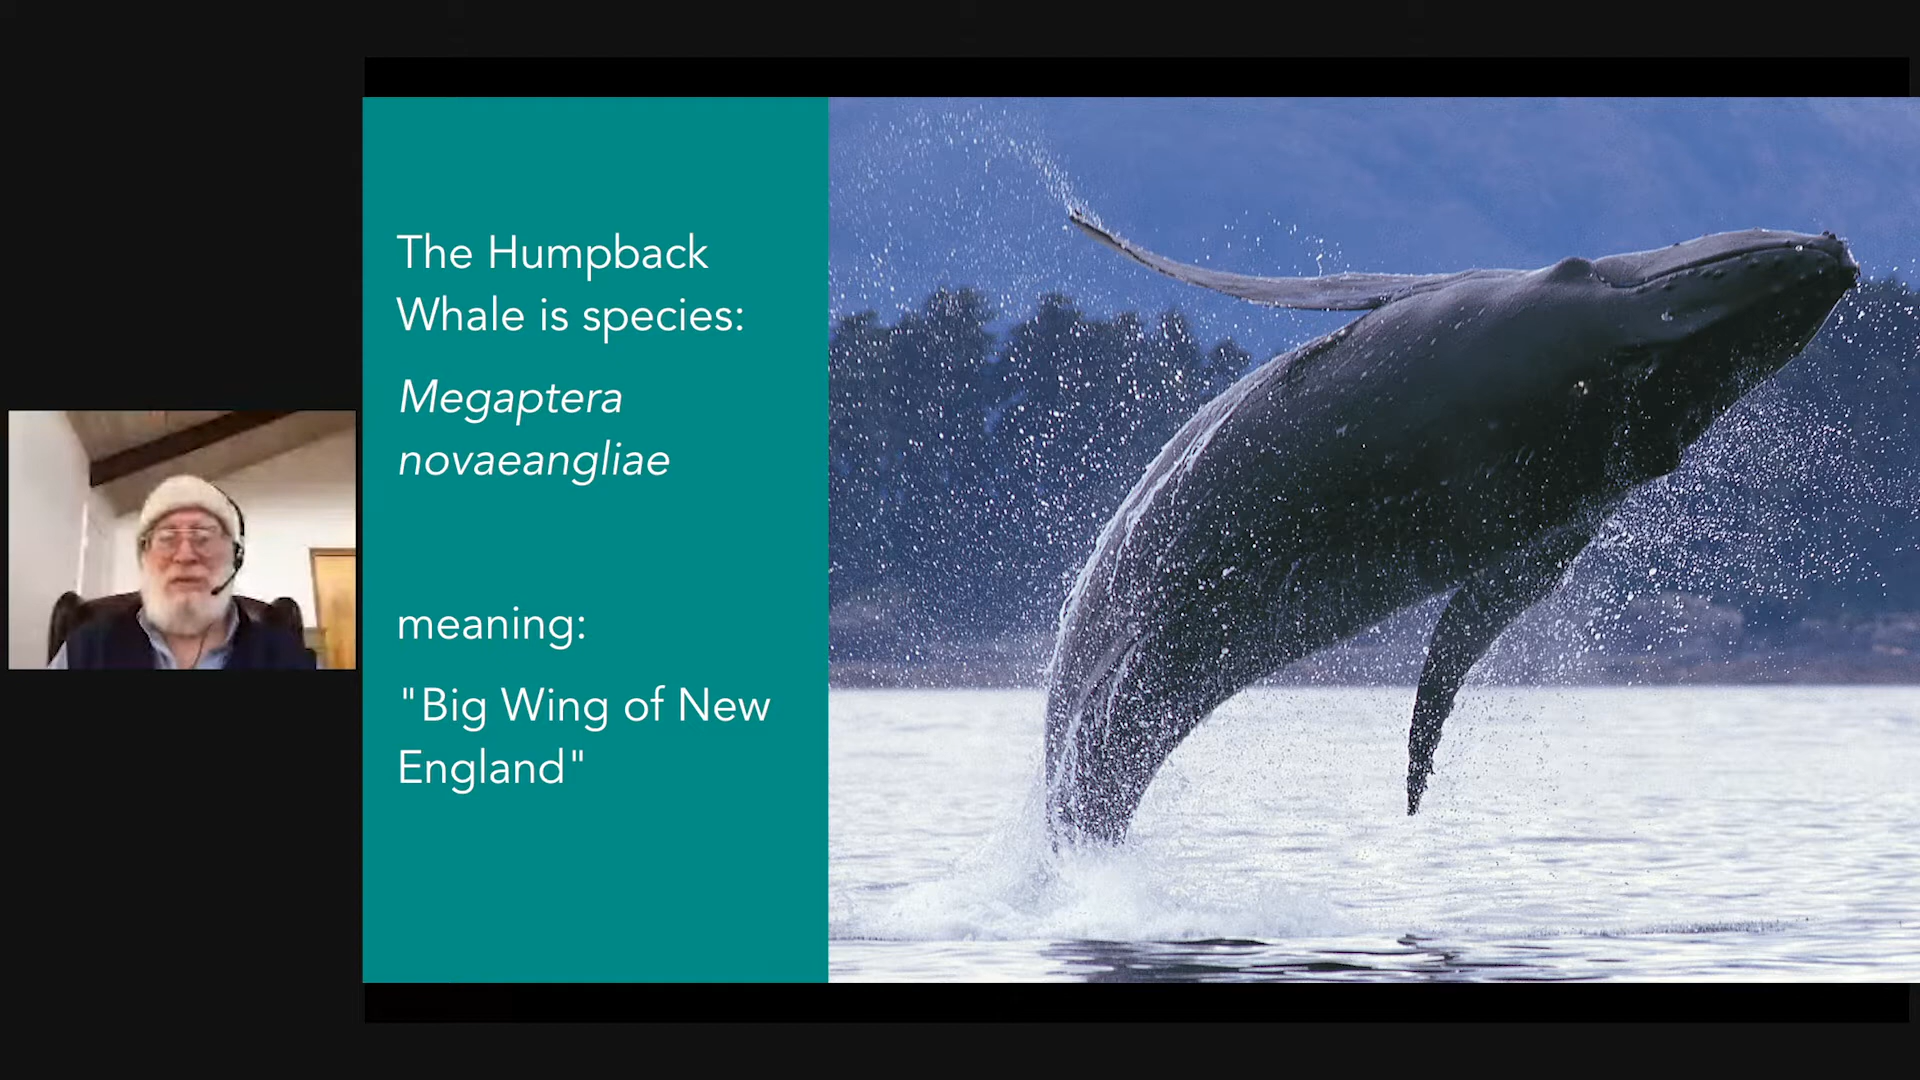 The Humpback
Whale is species:
Megaptera
novaeangliae
meaning:
"Big Wing of New
England"